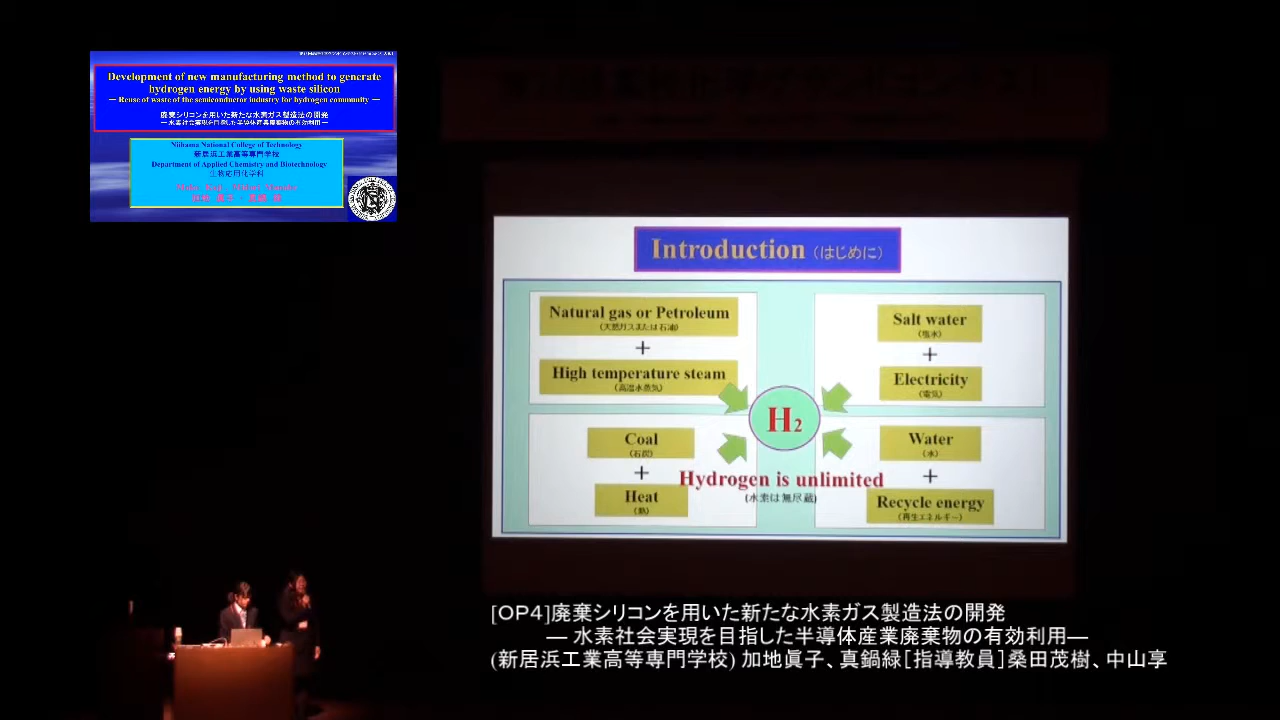 Development of new manufacturing method to generate
hydrogen energy by using waste silicon
— Reuse of waste of the semiconductor industry for hydrogen community —
廃棄シリコンを用いた新たな水素ガス製造法の開発
— 水素社会実現を目指した半導体産業廃棄物の有効利用 —
Niihama National College of Technology
新居浜工業高等専門学校
Department of Applied Chemistry and Biotechnology
生物応用化学科
Introduction (はじめに)
Natural gas or Petroleum
(天然ガスまたは石油)
+
High temperature steam
(高温水蒸気)
Salt water
(塩水)
+
Electricity
(電気)
H2
Coal
(石炭)
+
Heat
(熱)
Hydrogen is unlimited
(水素は無尽蔵)
Water
(水)
+
Recycle energy
(再生エネルギー)
[OP4]廃棄シリコンを用いた新たな水素ガス製造法の開発
― 水素社会実現を目指した半導体産業廃棄物の有効利用―
(新居浜工業高等専門学校) 加地眞子、真鍋緑[指導教員]桑田茂樹、中山享